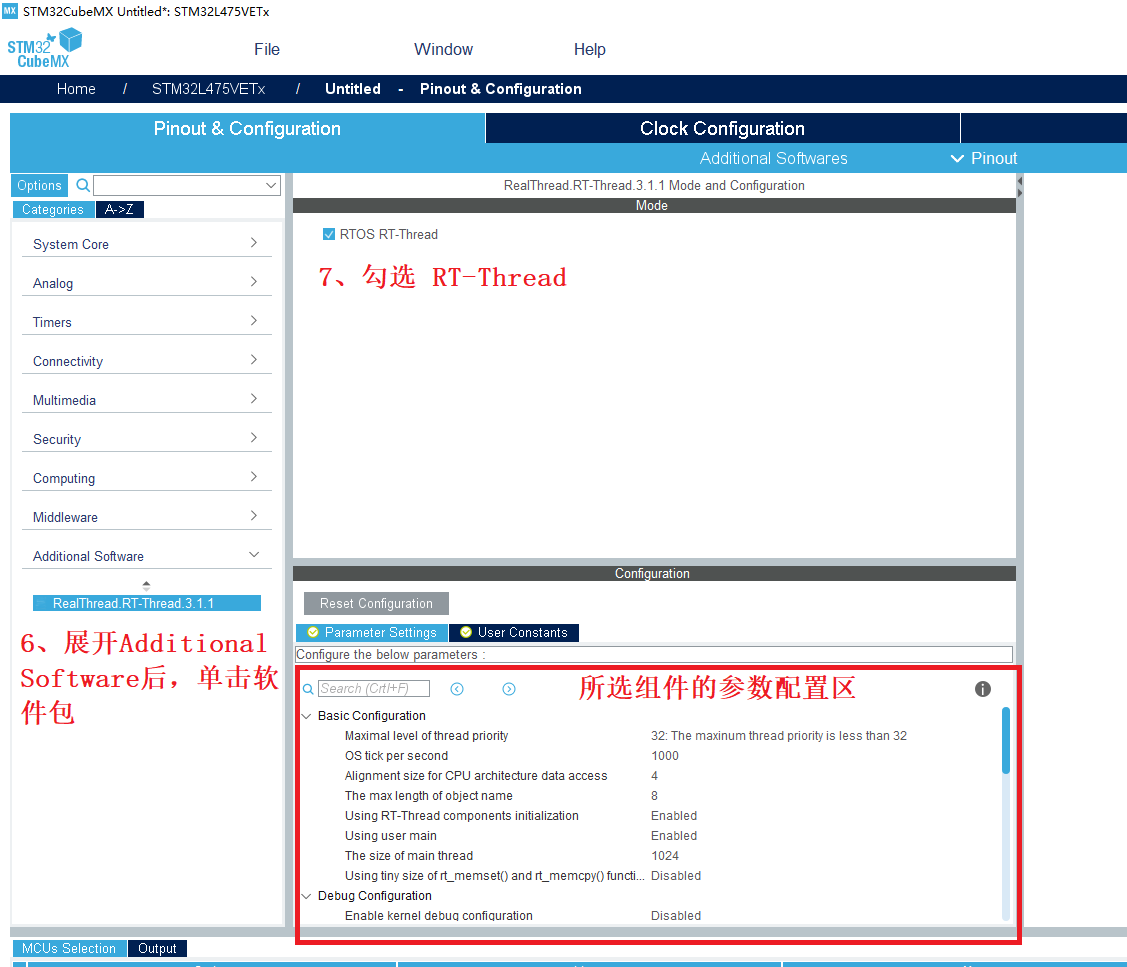 MX STM32CubeMX Untitled*: STM32L475VETx
STM32 CubeMX
File Window Help
Home / STM32L475VETx / Untitled - Pinout & Configuration
Pinout & Configuration Clock Configuration
Additional Softwares Pinout
Options
Categories A->Z
RealThread.RT-Thread.3.1.1 Mode and Configuration
Mode
RTOS RT-Thread
7、勾选 RT-Thread
System Core
Analog
Timers
Connectivity
Multimedia
Security
Computing
Middleware
Additional Software
RealThread.RT-Thread.3.1.1
6、展开Additional
Software后，单击软
件包
Configuration
Reset Configuration
Parameter Settings User Constants
Configure the below parameters :
Search (Crtl+F)
所选组件的参数配置区
Basic Configuration
Maximal level of thread priority 32: The maxinum thread priority is less than 32
OS tick per second 1000
Alignment size for CPU architecture data access 4
The max length of object name 8
Using RT-Thread components initialization Enabled
Using user main Enabled
The size of main thread 1024
Using tiny size of rt_memset() and rt_memcpy() functi... Disabled
Debug Configuration
Enable kernel debug configuration Disabled
MCUs Selection Output